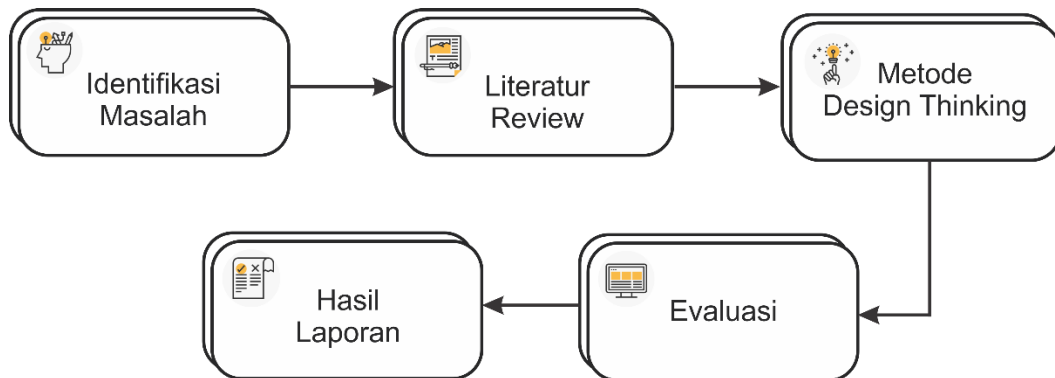 Identifikasi
Masalah
Literatur
Review
Metode
Design Thinking
Evaluasi
Hasil
Laporan